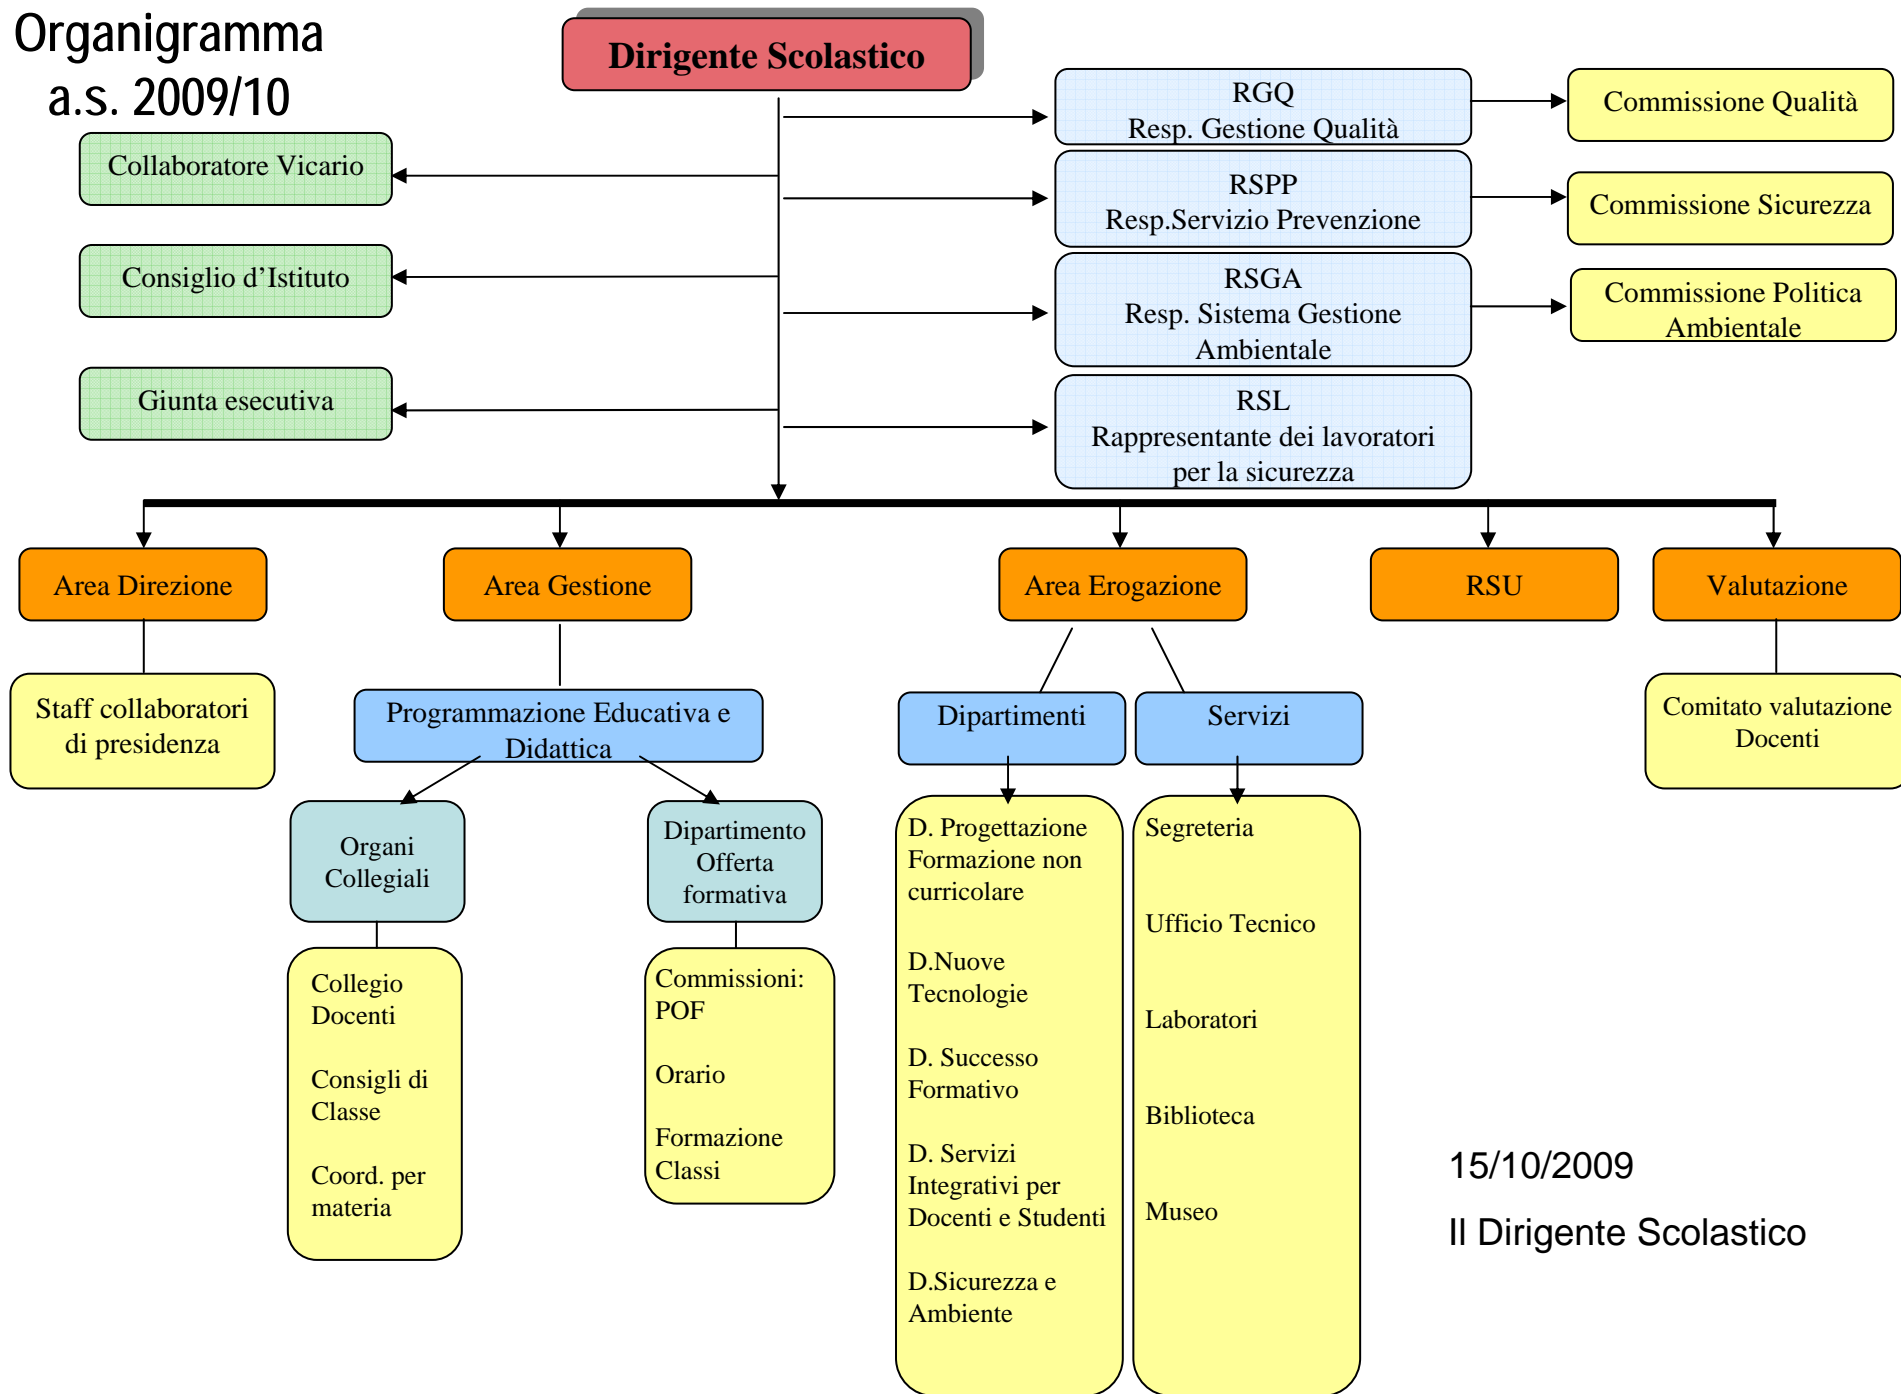 Organigramma
a.s. 2009/10
Dirigente Scolastico
RGQ
Resp. Gestione Qualità
Commissione Qualità
Collaboratore Vicario
RSPP
Resp.Servizio Prevenzione
Commissione Sicurezza
Consiglio d’Istituto
RSGA
Resp. Sistema Gestione
Ambientale
Commissione Politica
Ambientale
Giunta esecutiva
RSL
Rappresentante dei lavoratori
per la sicurezza
Area Direzione
Area Gestione
Area Erogazione
RSU
Valutazione
Staff collaboratori
di presidenza
Programmazione Educativa e
Didattica
Dipartimenti
Servizi
Comitato valutazione
Docenti
Organi
Collegiali
Dipartimento
Offerta
formativa
Collegio
Docenti
Consigli di
Classe
Coord. per
materia
Commissioni:
POF
Orario
Formazione
Classi
D. Progettazione
Formazione non
curricolare
D.Nuove
Tecnologie
D. Successo
Formativo
D. Servizi
Integrativi per
Docenti e Studenti
D.Sicurezza e
Ambiente
Segreteria
Ufficio Tecnico
Laboratori
Biblioteca
Museo
15/10/2009
Il Dirigente Scolastico